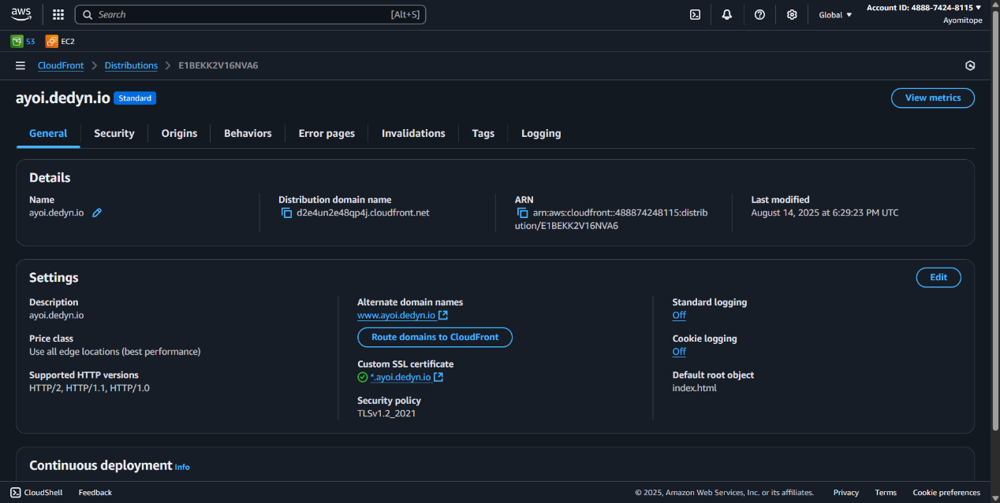 aws
Search [Alt+S]
Global ▼
Account ID: 4888-7424-8115 ▼
Ayomitope
S3 EC2
CloudFront > Distributions > E1BEKK2V16NVA6
ayoi.dedyn.io Standard
View metrics
General Security Origins Behaviors Error pages Invalidations Tags Logging
Details
Name
ayoi.dedyn.io
Distribution domain name
d2e4un2e48qp4j.cloudfront.net
ARN
arn:aws:cloudfront::488874248115:distrib
ution/E1BEKK2V16NVA6
Last modified
August 14, 2025 at 6:29:23 PM UTC
Settings
Edit
Description
ayoi.dedyn.io
Price class
Use all edge locations (best performance)
Supported HTTP versions
HTTP/2, HTTP/1.1, HTTP/1.0
Alternate domain names
www.ayoi.dedyn.io
Route domains to CloudFront
Custom SSL certificate
*.ayoi.dedyn.io
Security policy
TLSv1.2_2021
Standard logging
Off
Cookie logging
Off
Default root object
index.html
Continuous deployment Info
CloudShell Feedback
© 2025, Amazon Web Services, Inc. or its affiliates. Privacy Terms Cookie preferences